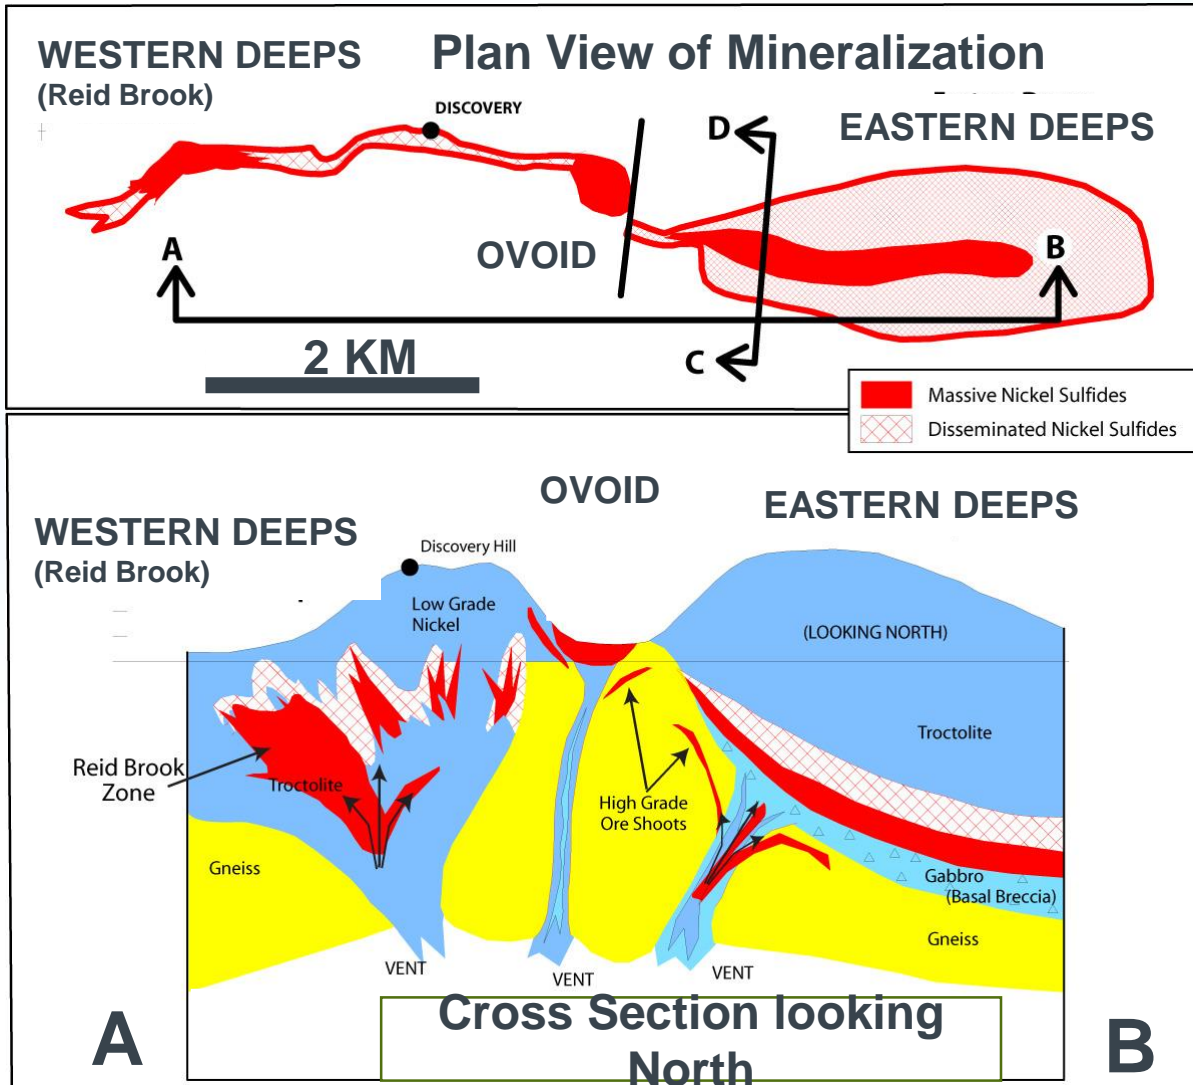 WESTERN DEEPS
(Reid Brook)
Plan View of Mineralization
DISCOVERY
D
EASTERN DEEPS
A
OVOID
B
2 KM
C
Massive Nickel Sulfides
Disseminated Nickel Sulfides
OVOID
EASTERN DEEPS
WESTERN DEEPS
(Reid Brook)
Discovery Hill
Low Grade
Nickel
(LOOKING NORTH)
Troctolite
Reid Brook
Zone
Troctolite
High Grade
Ore Shoots
Gneiss
Gabbro
(Basal Breccia)
Gneiss
VENT
VENT
VENT
A
Cross Section looking
North
B